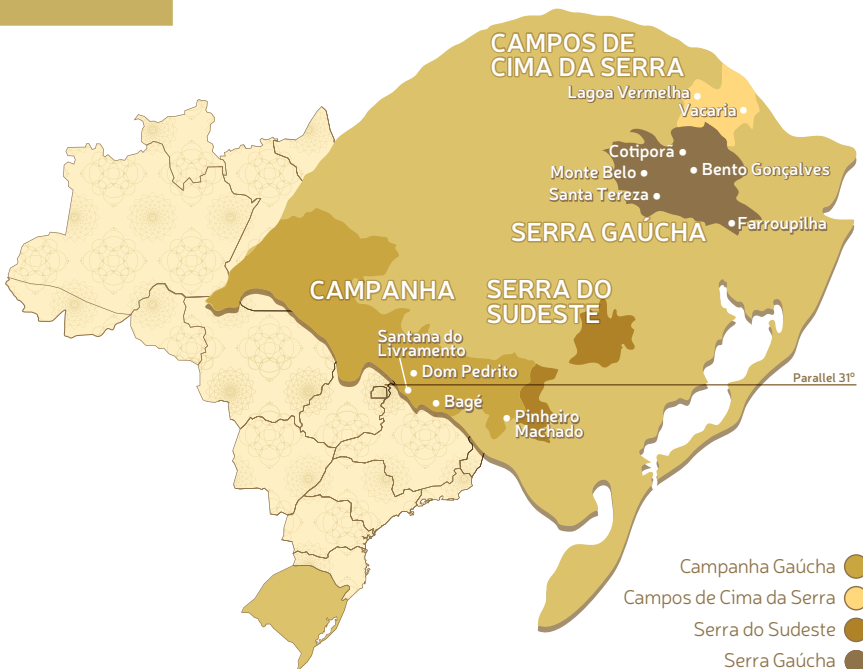 CAMPOS DE
CIMA DA SERRA
Lagoa Vermelha
Vacaria
Cotiporã
Monte Belo
Bento Gonçalves
Santa Tereza
SERRA GAÚCHA
Farroupilha
CAMPANHA
SERRA DO
SUDESTE
Santana do
Livramento
Dom Pedrito
Parallel 31º
Bagé
Pinheiro
Machado
Campanha Gaúcha
Campos de Cima da Serra
Serra do Sudeste
Serra Gaúcha